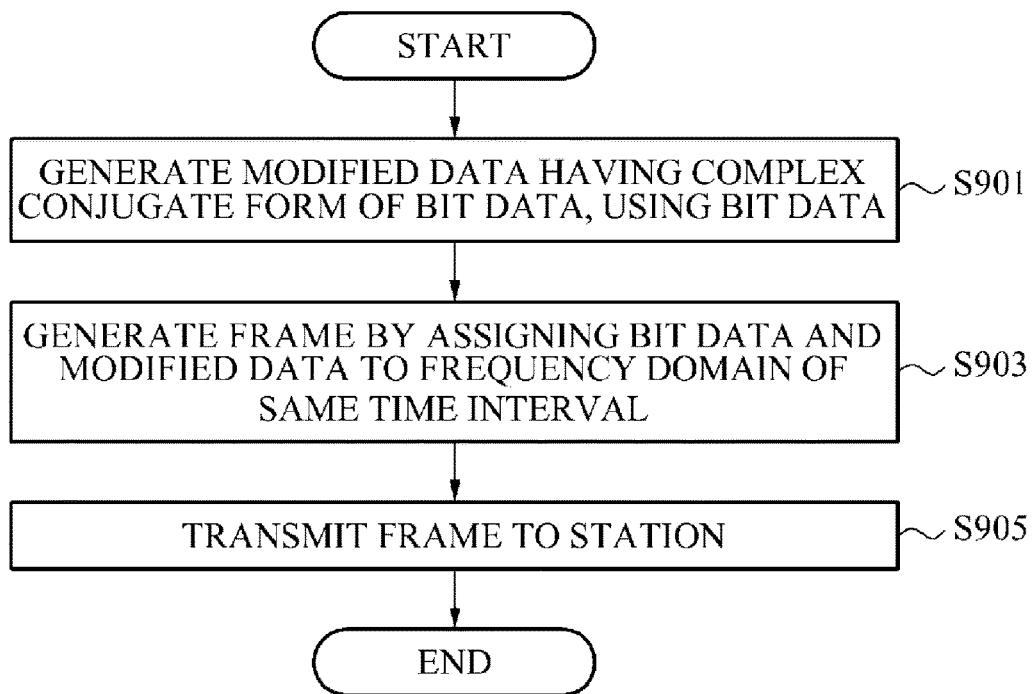 START
GENERATE MODIFIED DATA HAVING COMPLEX
CONJUGATE FORM OF BIT DATA, USING BIT DATA
S901
GENERATE FRAME BY ASSIGNING BIT DATA AND
MODIFIED DATA TO FREQUENCY DOMAIN OF
SAME TIME INTERVAL
S903
TRANSMIT FRAME TO STATION
S905
END